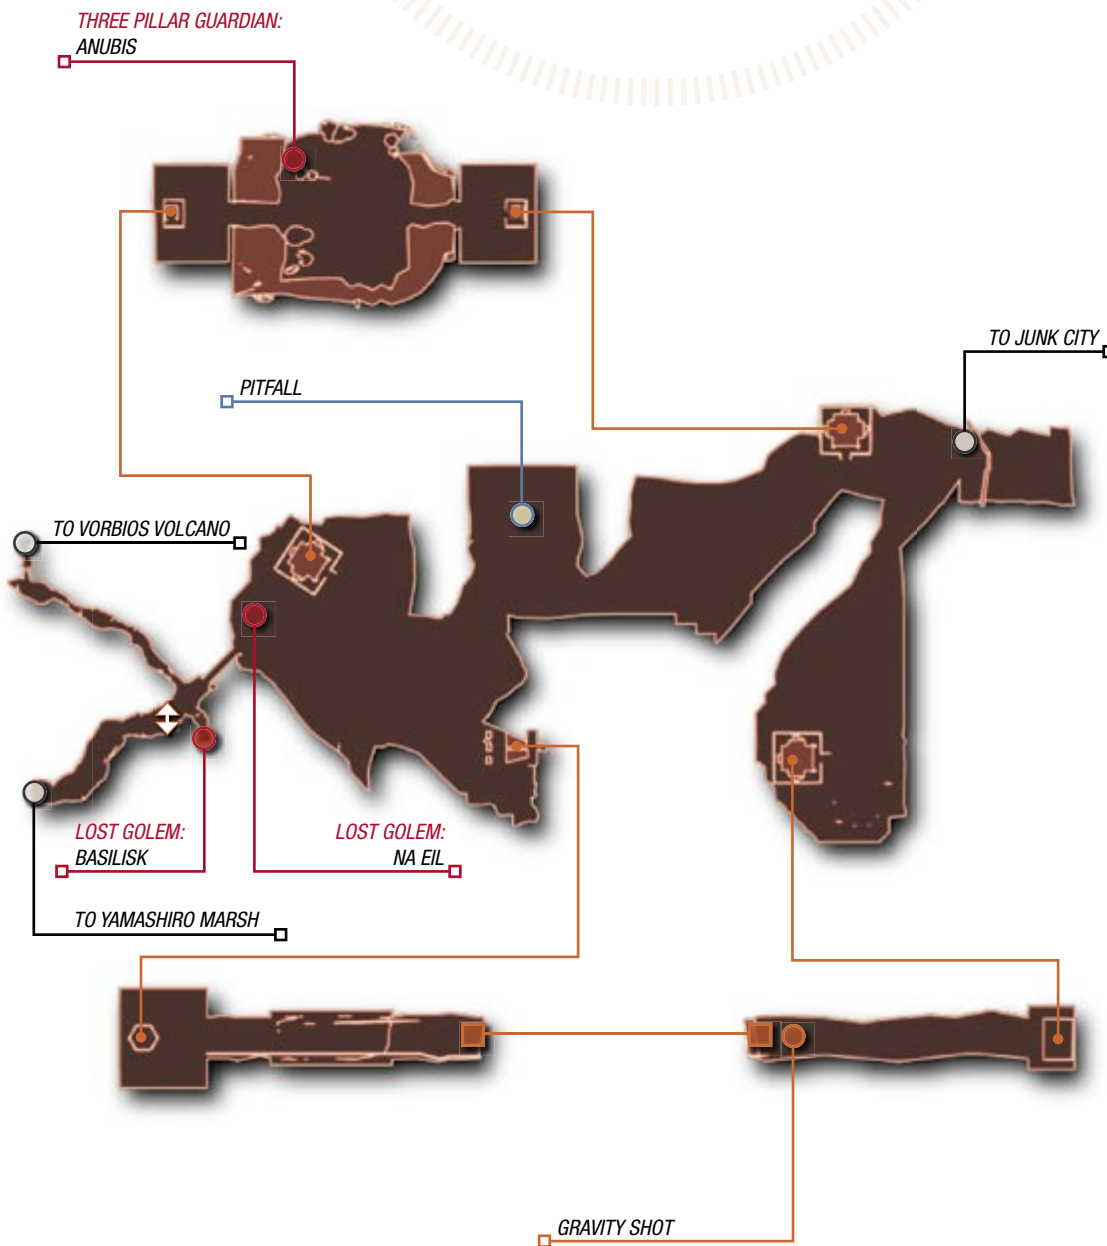 THREE PILLAR GUARDIAN:
ANUBIS
TO JUNK CITY
PITFALL
TO VORBIOS VOLCANO
LOST GOLEM:
BASILISK
LOST GOLEM:
NA EIL
TO YAMASHIRO MARSH
GRAVITY SHOT